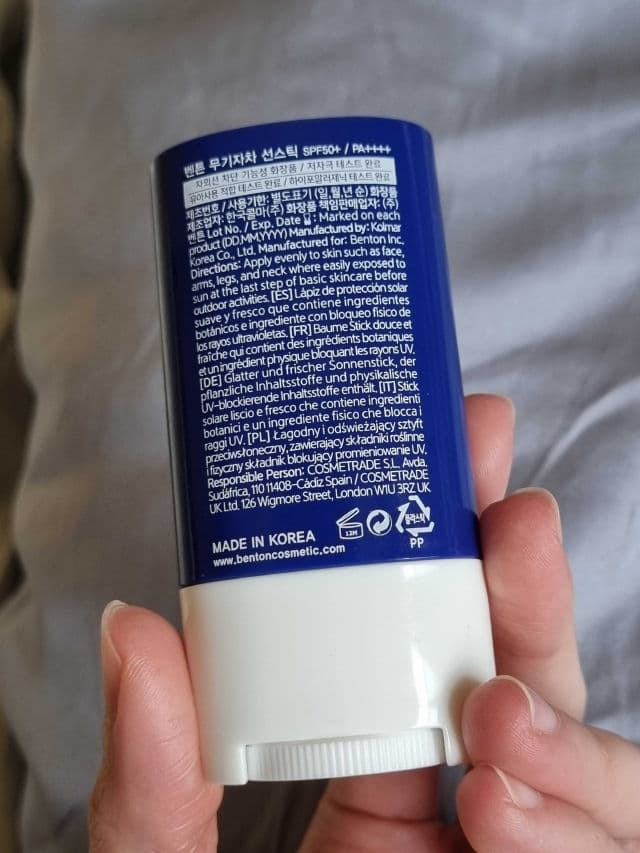 벤튼 무기자차 선스틱 SPF50+ / PA++++
자외선 차단 기능성 화장품 / 저자극 테스트 완료
유아사용 적합 테스트 완료 / 하이포알러제닉 테스트 완료
제조번호 / 사용기한: 별도표기 (일,월,년 순) 화장품
제조업자: 한국콜마(주) 화장품 책임판매업자: (주)
벤튼 Lot No. / Exp. Date : Marked on each
product (DD.MM.YYYY) Manufactured by: Kolmar
Korea Co., Ltd. Manufactured for: Benton Inc.
Directions: Apply evenly to skin such as face,
arms, legs, and neck where easily exposed to
sun at the last step of basic skincare before
outdoor activities. [ES] Lápiz de protección solar
suave y fresco que contiene ingredientes
botánicos e ingrediente con bloqueo físico de
los rayos ultravioletas. [FR] Baume Stick douce et
fraîche qui contient des ingrédients botaniques
et un ingrédient physique bloquant les rayons UV.
[DE] Glatter und frischer Sonnenstick, der
pflanzliche Inhaltsstoffe und physikalische
UV-blockierende Inhaltsstoffe enthält. [IT] Stick
solare liscio e fresco che contiene ingredienti
botanici e un ingrediente fisico che blocca i
raggi UV. [PL] Łagodny i odświeżający sztyft
przeciwsłoneczny, zawierający składniki roślinne
i fizyczny składnik blokujący promieniowanie UV.
Responsible Person: COSMETRADE S.L. Avda.
Sudáfrica, 110 11408-Cádiz Spain / COSMETRADE
UK Ltd. 126 Wigmore Street, London W1U 3RZ UK
12M
플라스틱
PP
MADE IN KOREA
www.bentoncosmetic.com